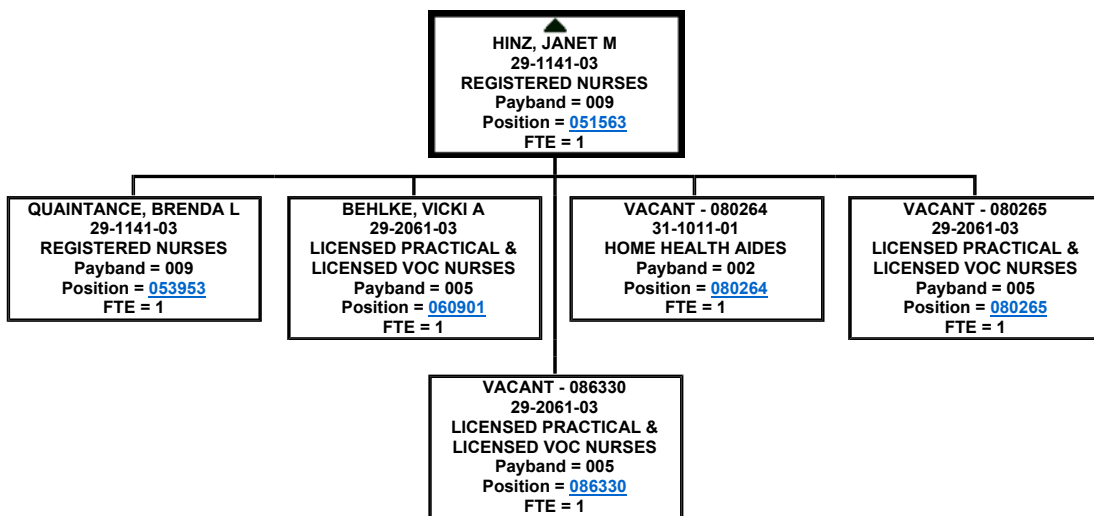 HINZ, JANET M
29-1141-03
REGISTERED NURSES
Payband = 009
Position = 051563
FTE = 1
QUAINTANCE, BRENDA L
29-1141-03
REGISTERED NURSES
Payband = 009
Position = 053953
FTE = 1
BEHLKE, VICKI A
29-2061-03
LICENSED PRACTICAL &
LICENSED VOC NURSES
Payband = 005
Position = 060901
FTE = 1
VACANT - 080264
31-1011-01
HOME HEALTH AIDES
Payband = 002
Position = 080264
FTE = 1
VACANT - 080265
29-2061-03
LICENSED PRACTICAL &
LICENSED VOC NURSES
Payband = 005
Position = 080265
FTE = 1
VACANT - 086330
29-2061-03
LICENSED PRACTICAL &
LICENSED VOC NURSES
Payband = 005
Position = 086330
FTE = 1